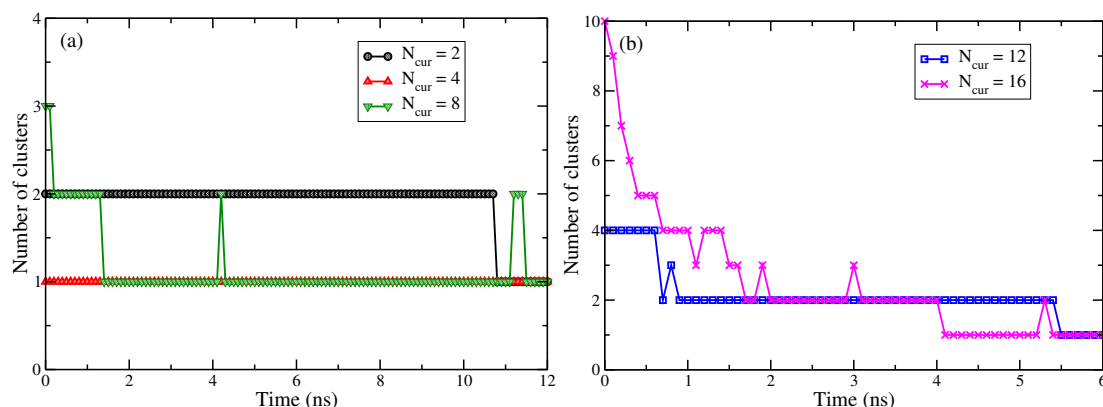 (a)
N_cur = 2
N_cur = 4
N_cur = 8
Number of clusters
4
3
2
1
0
0 2 4 6 8 10 12
Time (ns)
(b)
N_cur = 12
N_cur = 16
Number of clusters
10
8
6
4
2
0
0 1 2 3 4 5 6
Time (ns)